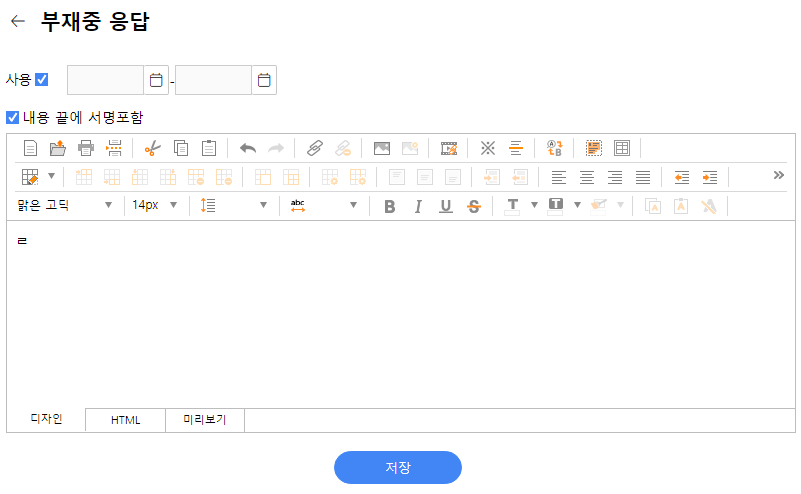 ← 부재중 응답
사용 -
내용 끝에 서명포함
맑은 고딕 14px abc B I U S T T
ㄹ
디자인 HTML 미리보기
저장